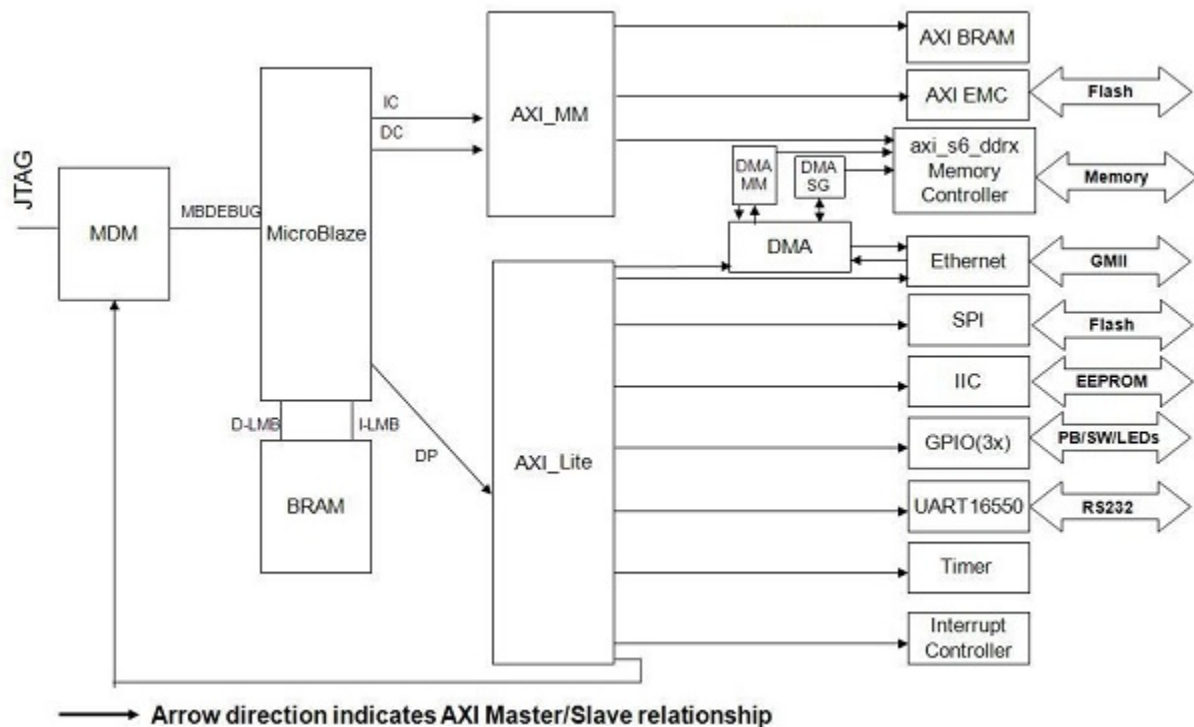 JTAG
MDM
MBDEBUG
MicroBlaze
D-LMB
I-LMB
BRAM
IC
DC
DP
AXI_MM
AXI_Lite
DMA
MM
DMA
SG
DMA
AXI BRAM
AXI EMC
Flash
axi_s6_ddrx
Memory
Controller
Memory
Ethernet
GMII
SPI
Flash
IIC
EEPROM
GPIO(3x)
PB/SW/LEDs
UART16550
RS232
Timer
Interrupt
Controller
Arrow direction indicates AXI Master/Slave relationship